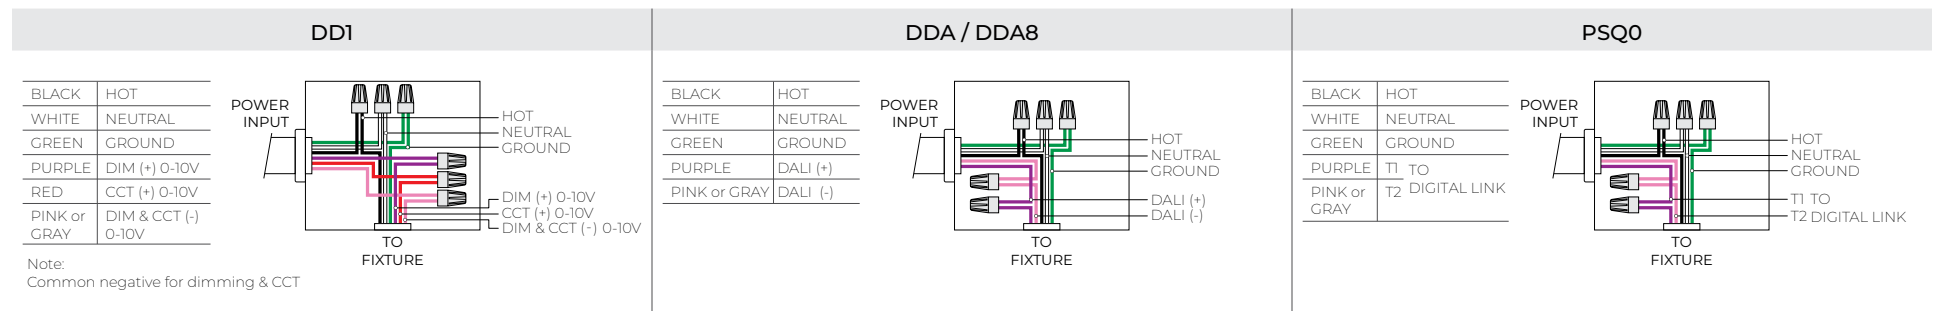 DD1
BLACK HOT
WHITE NEUTRAL
GREEN GROUND
PURPLE DIM (+) 0-10V
RED CCT (+) 0-10V
PINK or DIM & CCT (-)
GRAY 0-10V
Note:
Common negative for dimming & CCT
POWER
INPUT
HOT
NEUTRAL
GROUND
DIM (+) 0-10V
CCT (+) 0-10V
DIM & CCT (-) 0-10V
TO
FIXTURE
DDA / DDA8
BLACK HOT
WHITE NEUTRAL
GREEN GROUND
PURPLE DALI (+)
PINK or GRAY DALI (-)
POWER
INPUT
HOT
NEUTRAL
GROUND
DALI (+)
DALI (-)
TO
FIXTURE
PSQ0
BLACK HOT
WHITE NEUTRAL
GREEN GROUND
PURPLE T1 TO
PINK or T2 DIGITAL LINK
GRAY
POWER
INPUT
HOT
NEUTRAL
GROUND
T1 TO
T2 DIGITAL LINK
TO
FIXTURE